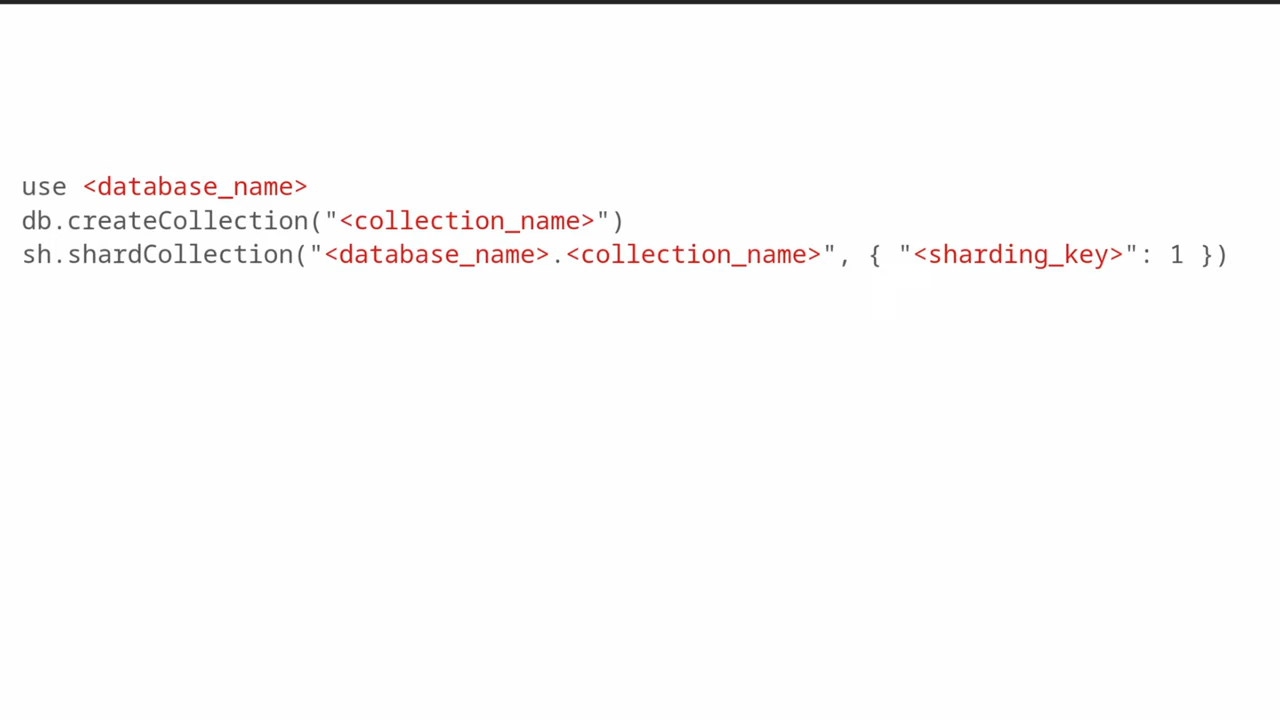 use <database_name>
db.createCollection("<collection_name>")
sh.shardCollection("<database_name>.<collection_name>", { "<sharding_key>": 1 })